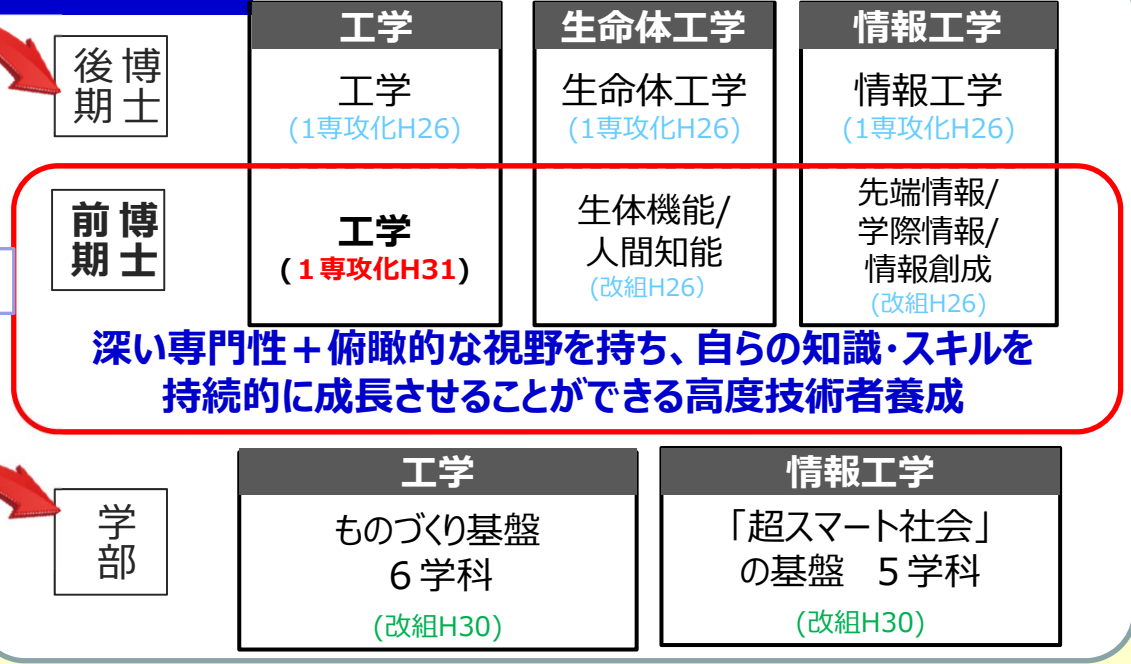 工学
生命体工学
情報工学
博士
後期
工学
(1専攻化H26)
生命体工学
(1専攻化H26)
情報工学
(1専攻化H26)
博士
前期
工学
(１専攻化H31)
生体機能/
人間知能
(改組H26)
先端情報/
学際情報/
情報創成
(改組H26)
深い専門性＋俯瞰的な視野を持ち、自らの知識・スキルを
持続的に成長させることができる高度技術者養成
工学
情報工学
学部
ものづくり基盤
６学科
(改組H30)
「超スマート社会」
の基盤　５学科
(改組H30)